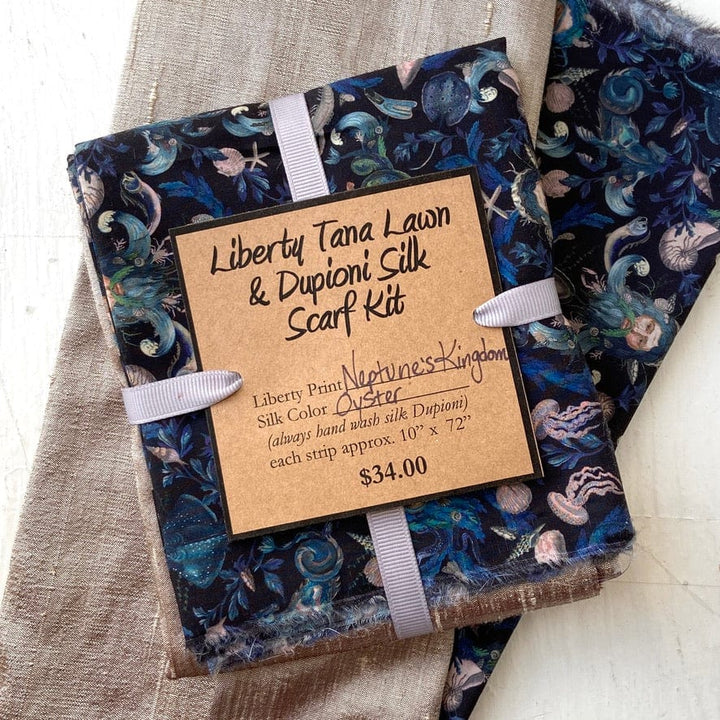 Liberty Tana Lawn
& Dupioni Silk
Scarf Kit
Liberty Print Neptune's Kingdom
Silk Color Oyster
(always hand wash silk Dupioni)
each strip approx. 10" x 72"
$34.00